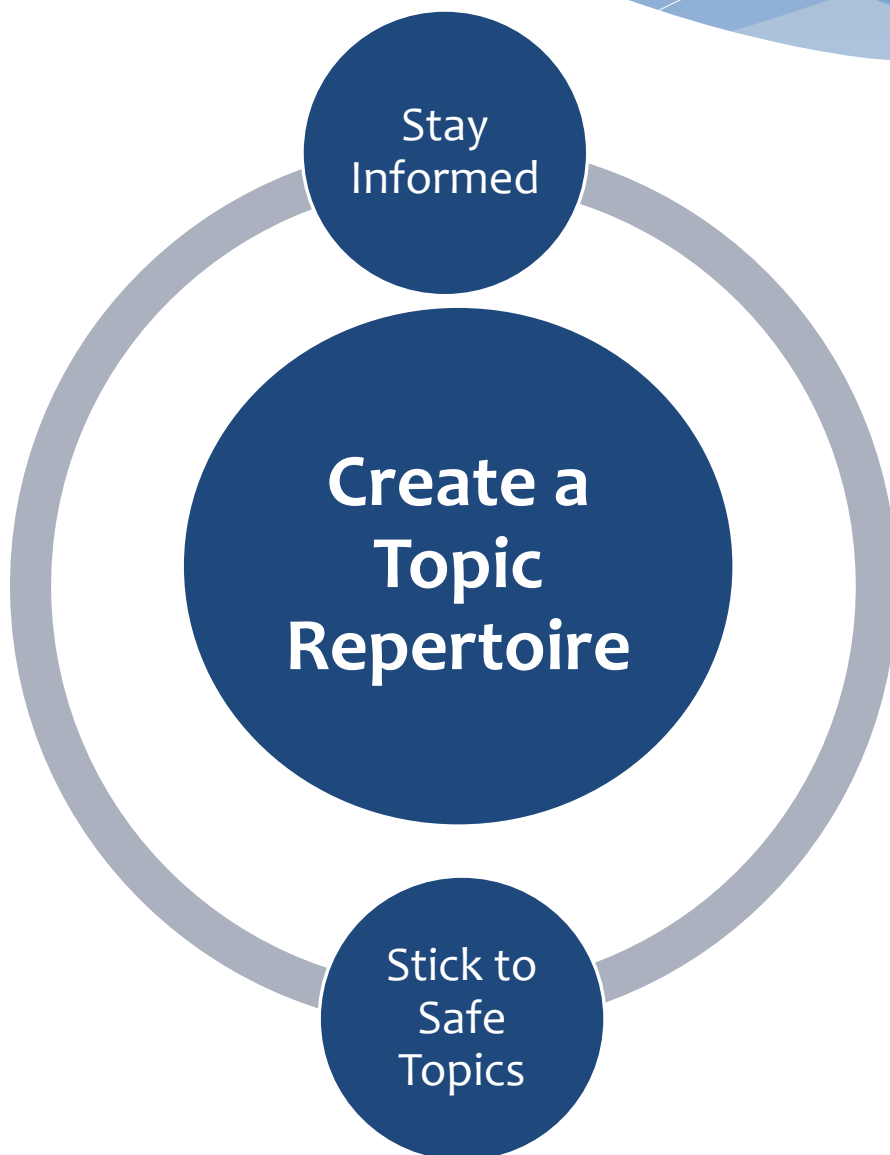 Stay
Informed
Create a
Topic
Repertoire
Stick to
Safe
Topics